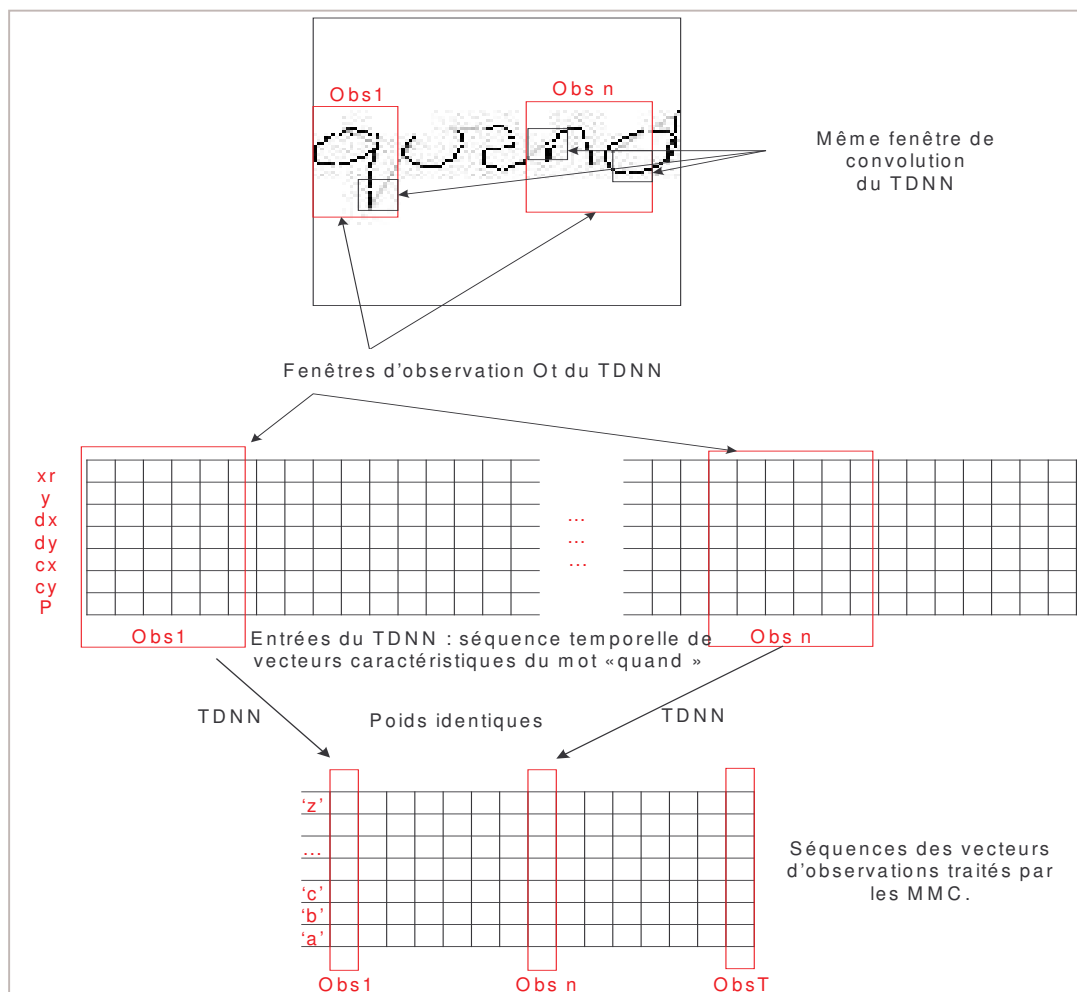 Obs1
Obs n
quand
Même fenêtre de
convolution
du TDNN
Fenêtres d'observation Ot du TDNN
xr
y
dx
dy
cx
cy
P
...
...
...
Obs1
Entrées du TDNN : séquence temporelle de
vecteurs caractéristiques du mot «quand »
Obs n
TDNN
Poids identiques
TDNN
'z'
...
'c'
'b'
'a'
Séquences des vecteurs
d'observations traités par
les MMC.
Obs1
Obs n
ObsT